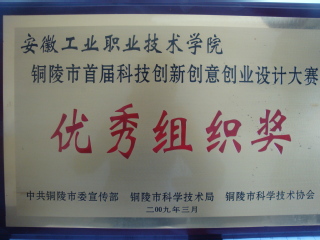 安徽工业职业技术学院
铜陵市首届科技创新创意创业设计大赛
优秀组织奖
中共铜陵市委宣传部 铜陵市科学技术局 铜陵市科学技术协会
二00九年三月